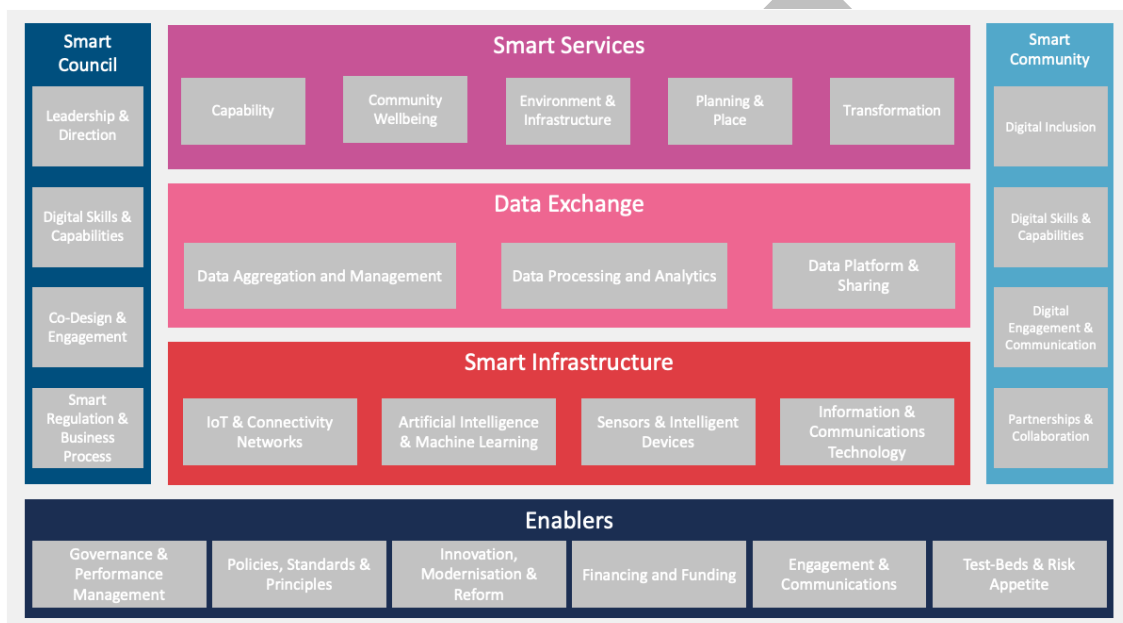 Smart
Council
Leadership &
Direction
Digital Skills &
Capabilities
Co-Design &
Engagement
Smart
Regulation &
Business
Process
Smart Services
Capability
Community
Wellbeing
Environment &
Infrastructure
Planning &
Place
Transformation
Data Exchange
Data Aggregation and Management
Data Processing and Analytics
Data Platform &
Sharing
Smart Infrastructure
IoT & Connectivity
Networks
Artificial Intelligence
& Machine Learning
Sensors & Intelligent
Devices
Information &
Communications
Technology
Smart
Community
Digital Inclusion
Digital Skills &
Capabilities
Digital
Engagement &
Communication
Partnerships &
Collaboration
Enablers
Governance &
Performance
Management
Policies, Standards &
Principles
Innovation,
Modernisation &
Reform
Financing and Funding
Engagement &
Communications
Test-Beds & Risk
Appetite